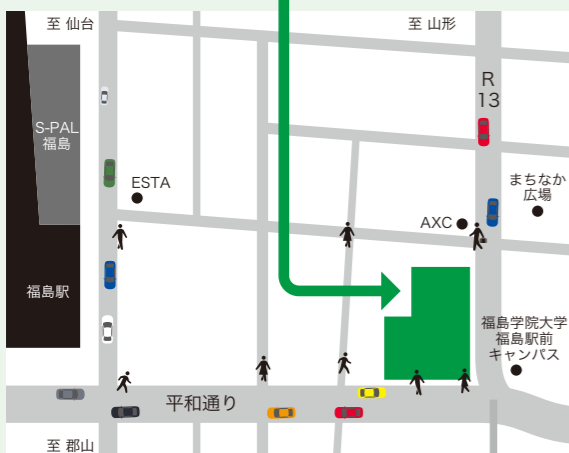 至 仙台
至 山形
R
13
S-PAL
福島
ESTA
まちなか
広場
AXC
福島駅
福島学院大学
福島駅前
キャンパス
平和通り
至 郡山